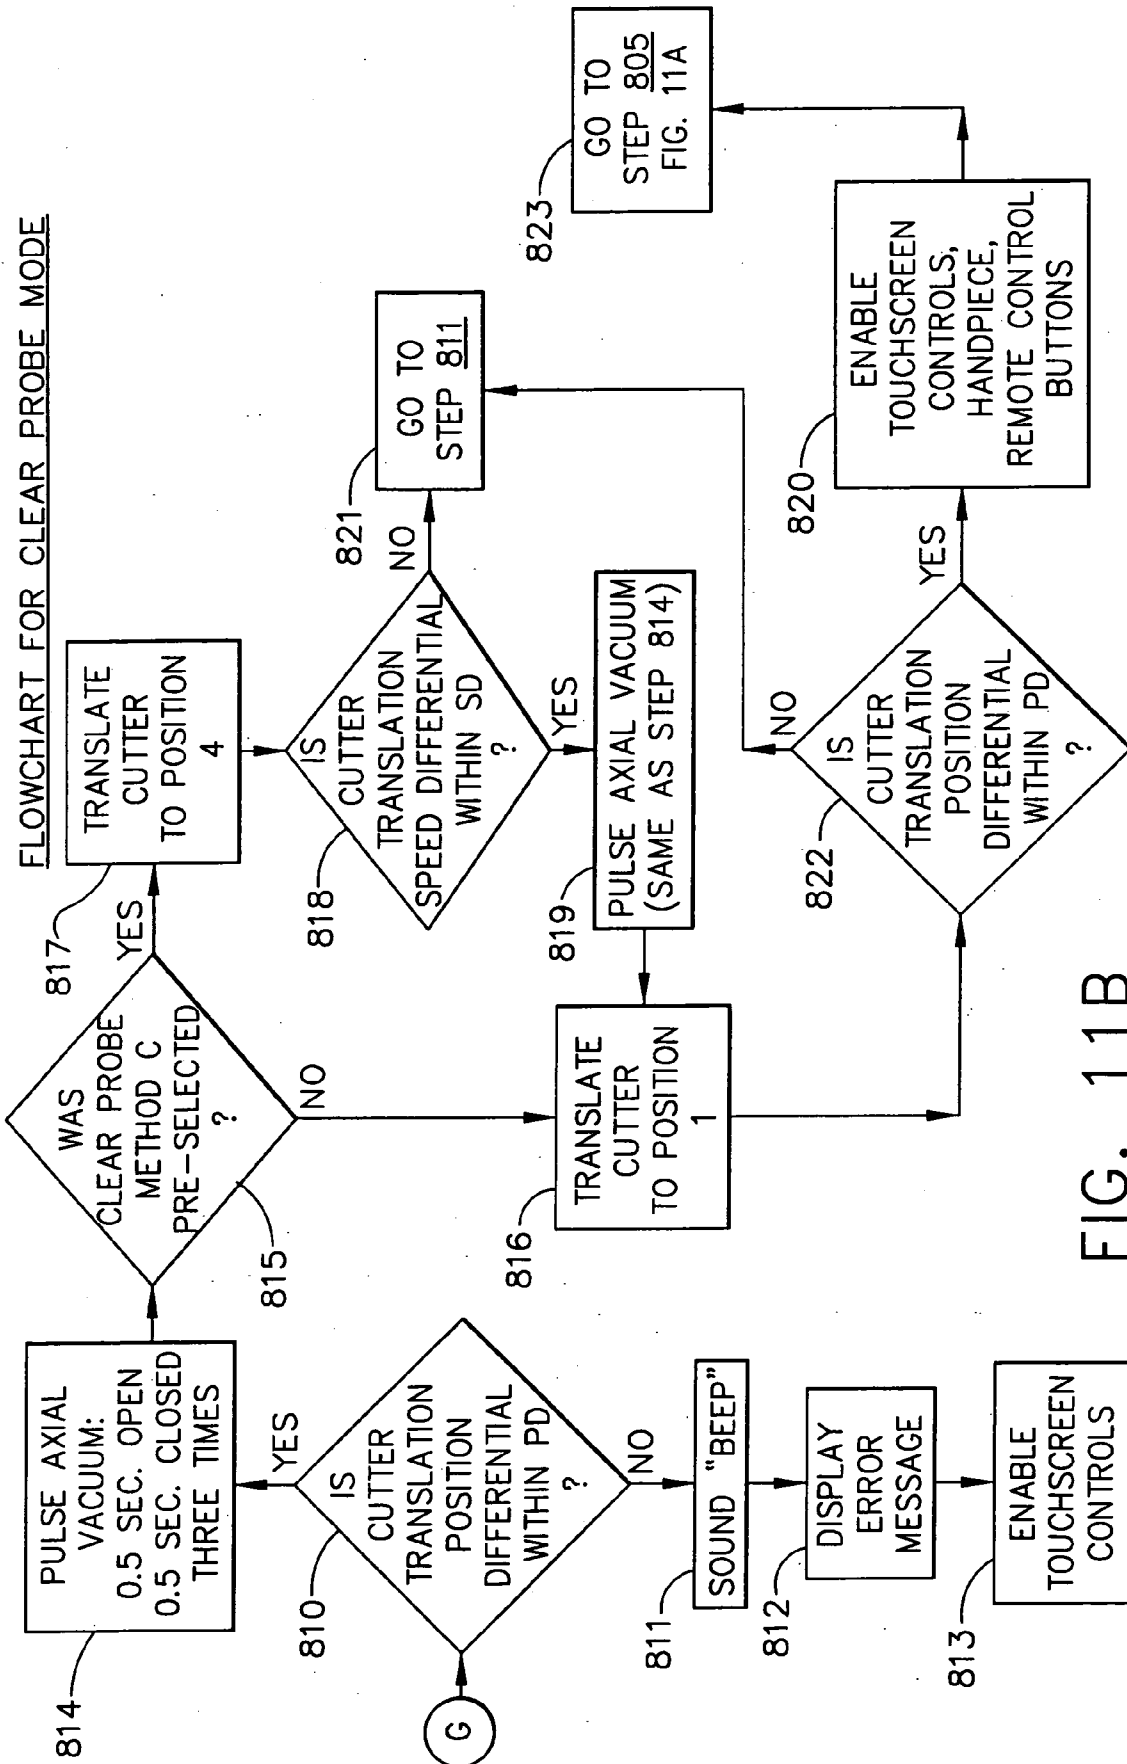 FLOWCHART FOR CLEAR PROBE MODE
G
810
IS
CUTTER
TRANSLATION
POSITION
DIFFERENTIAL
WITHIN PD
?
YES
NO
811
SOUND "BEEP"
812
DISPLAY
ERROR
MESSAGE
813
ENABLE
TOUCHSCREEN
CONTROLS
814
PULSE AXIAL
VACUUM:
0.5 SEC. OPEN
0.5 SEC. CLOSED
THREE TIMES
815
WAS
CLEAR PROBE
METHOD C
PRE-SELECTED
?
YES
NO
816
TRANSLATE
CUTTER
TO POSITION
1
817
TRANSLATE
CUTTER
TO POSITION
4
818
IS
CUTTER
TRANSLATION
SPEED DIFFERENTIAL
WITHIN SD
?
NO
YES
819
PULSE AXIAL VACUUM
(SAME AS STEP 814)
821
GO TO
STEP 811
822
IS
CUTTER
TRANSLATION
POSITION
DIFFERENTIAL
WITHIN PD
?
NO
YES
820
ENABLE
TOUCHSCREEN
CONTROLS,
HANDPIECE,
REMOTE CONTROL
BUTTONS
823
GO TO
STEP 805
FIG. 11A
FIG. 11B